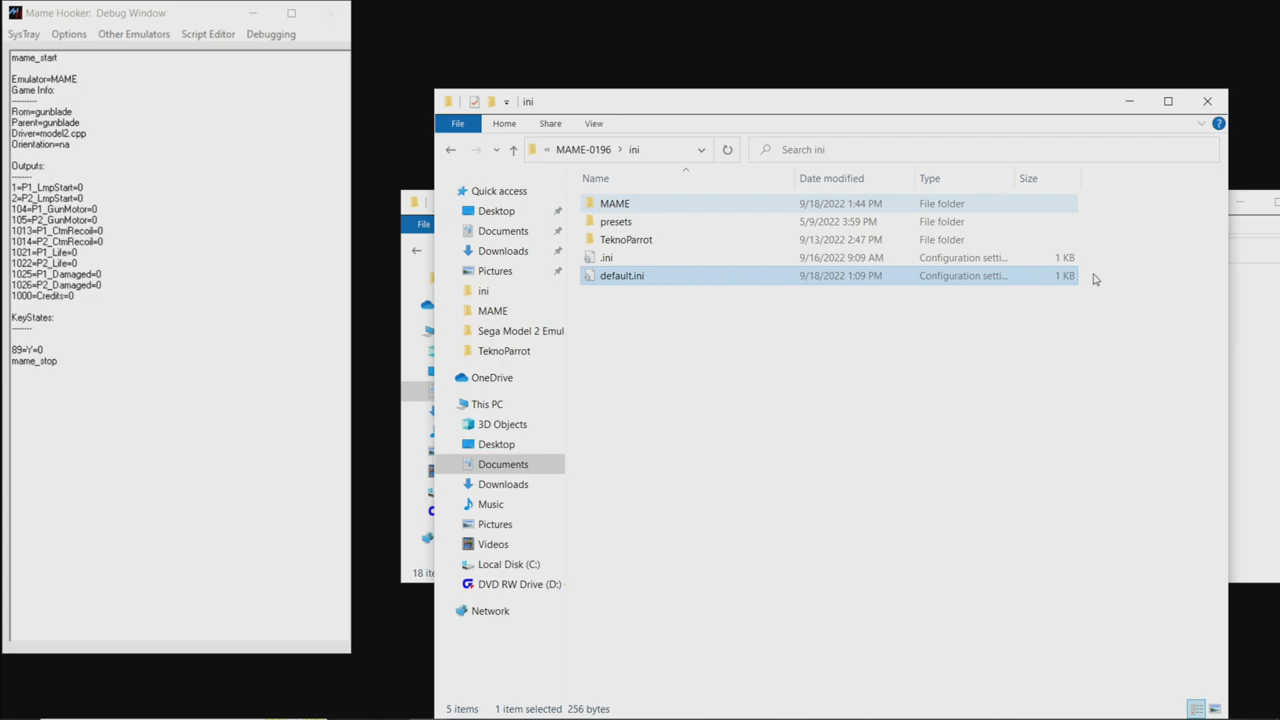 Mame Hooker: Debug Window
SysTray Options Other Emulators Script Editor Debugging
mame_start
Emulator=MAME
Game Info:
----------
Rom=gunblade
Parent=gunblade
Driver=model2.cpp
Orientation=na
Outputs:
--------
1=P1_LmpStart=0
2=P2_LmpStart=0
104=P1_GunMotor=0
105=P2_GunMotor=0
1013=P1_CtmRecoil=0
1014=P2_CtmRecoil=0
1021=P1_Life=0
1022=P2_Life=0
1025=P1_Damaged=0
1026=P2_Damaged=0
1000=Credits=0
KeyStates:
--------
89=Y=0
mame_stop
File
18 ite
ini
File Home Share View
« MAME-0196 › ini
Search ini
Name Date modified Type Size
MAME 9/18/2022 1:44 PM File folder
presets 5/9/2022 3:59 PM File folder
TeknoParrot 9/13/2022 2:47 PM File folder
.ini 9/16/2022 9:09 AM Configuration setti... 1 KB
default.ini 9/18/2022 1:09 PM Configuration setti... 1 KB
Quick access
Desktop
Documents
Downloads
Pictures
ini
MAME
Sega Model 2 Emul
TeknoParrot
OneDrive
This PC
3D Objects
Desktop
Documents
Downloads
Music
Pictures
Videos
Local Disk (C:)
DVD RW Drive (D:)
Network
5 items 1 item selected 256 bytes